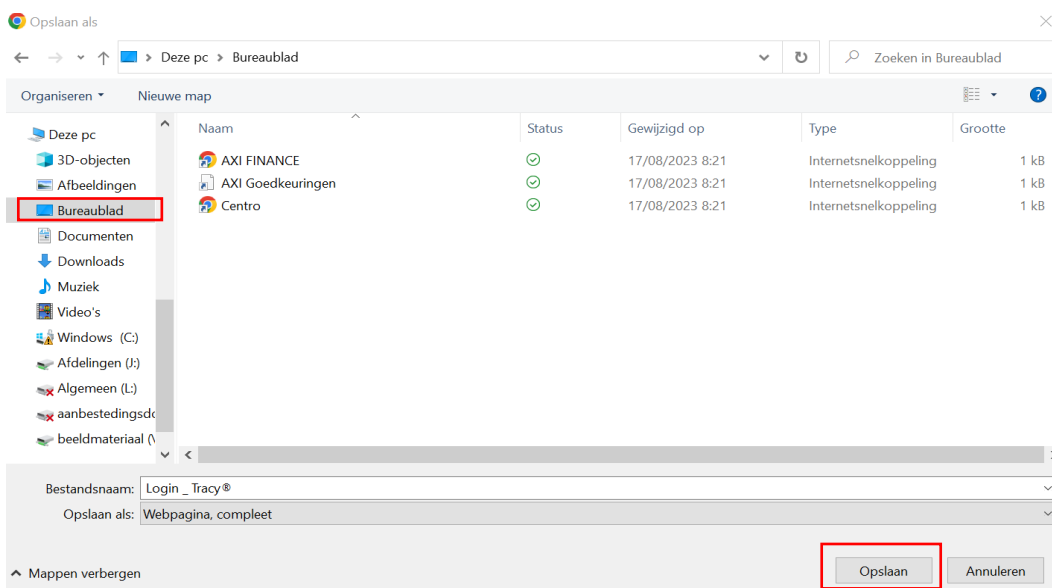 Opslaan als
Deze pc > Bureaublad
Zoeken in Bureaublad
Organiseren
Nieuwe map
?
Deze pc
3D-objecten
Afbeeldingen
Bureaublad
Documenten
Downloads
Muziek
Video's
Windows (C:)
Afdelingen (J:)
Algemeen (L:)
aanbestedingsdo
beeldmateriaal (V
Naam Status Gewijzigd op Type Grootte
AXI FINANCE 17/08/2023 8:21 Internetsnelkoppeling 1 kB
AXI Goedkeuringen 17/08/2023 8:21 Internetsnelkoppeling 1 kB
Centro 17/08/2023 8:21 Internetsnelkoppeling 1 kB
Bestandsnaam: Login _ Tracy®
Opslaan als: Webpagina, compleet
Mappen verbergen
Opslaan
Annuleren